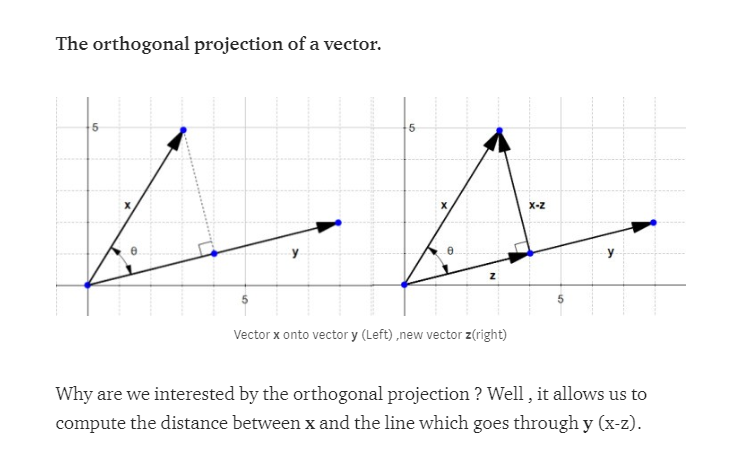 The orthogonal projection of a vector.
5
x
θ
y
5
5
x
x-z
θ
z
y
5
Vector x onto vector y (Left) ,new vector z(right)
Why are we interested by the orthogonal projection ? Well , it allows us to
compute the distance between x and the line which goes through y (x-z).